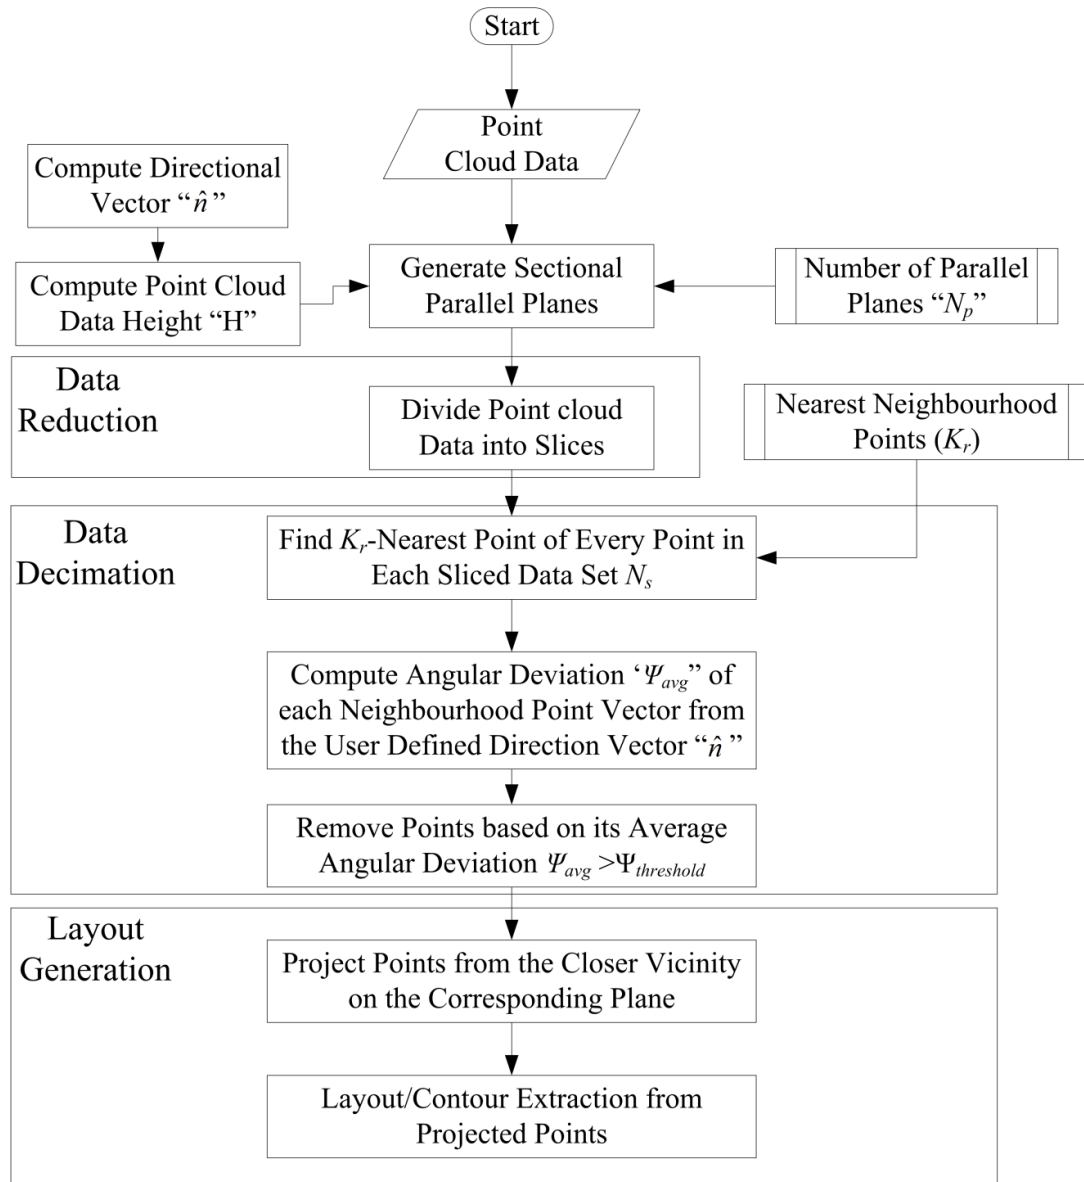 Start
Point
Cloud Data
Compute Directional
Vector “n̂”
Compute Point Cloud
Data Height “H”
Generate Sectional
Parallel Planes
Number of Parallel
Planes “Nₚ”
Data
Reduction
Divide Point cloud
Data into Slices
Nearest Neighbourhood
Points (Kᵣ)
Data
Decimation
Find Kᵣ-Nearest Point of Every Point in
Each Sliced Data Set Nₛ
Compute Angular Deviation ‘Ψavg” of
each Neighbourhood Point Vector from
the User Defined Direction Vector “n̂ ”
Remove Points based on its Average
Angular Deviation Ψavg >Ψthreshold
Layout
Generation
Project Points from the Closer Vicinity
on the Corresponding Plane
Layout/Contour Extraction from
Projected Points